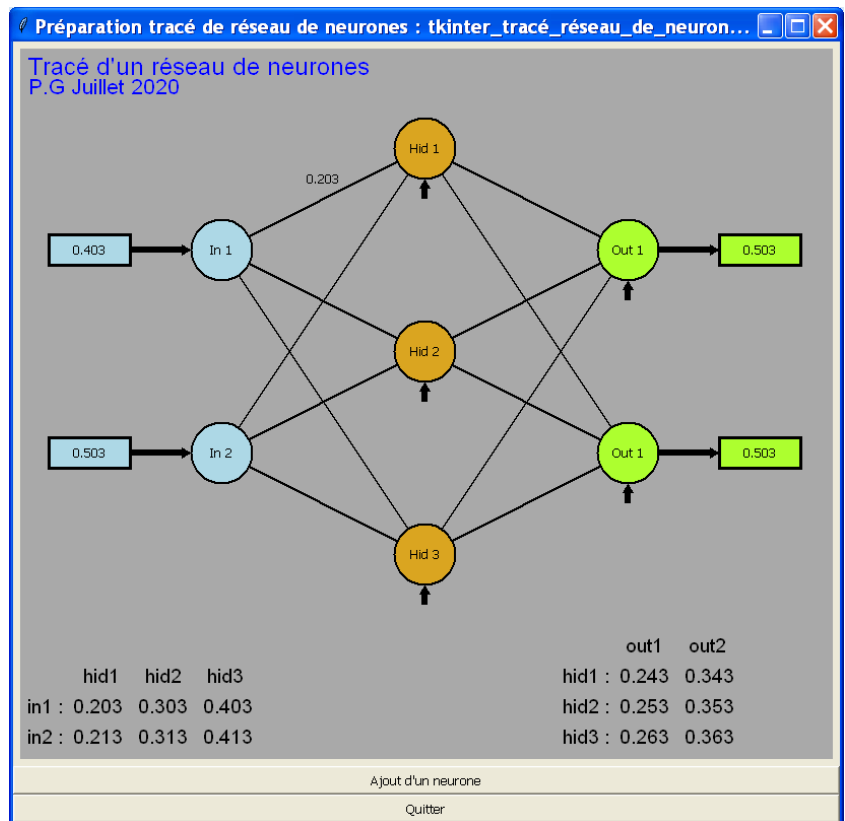 Préparation tracé de réseau de neurones : tkinter_tracé_réseau_de_neuron...
Tracé d'un réseau de neurones
P.G Juillet 2020
Hid 1
0.203
0.403
In 1
Out 1
0.503
Hid 2
0.503
In 2
Out 1
0.503
Hid 3
out1 out2
hid1 hid2 hid3
hid1 : 0.243 0.343
in1 : 0.203 0.303 0.403
hid2 : 0.253 0.353
in2 : 0.213 0.313 0.413
hid3 : 0.263 0.363
Ajout d'un neurone
Quitter